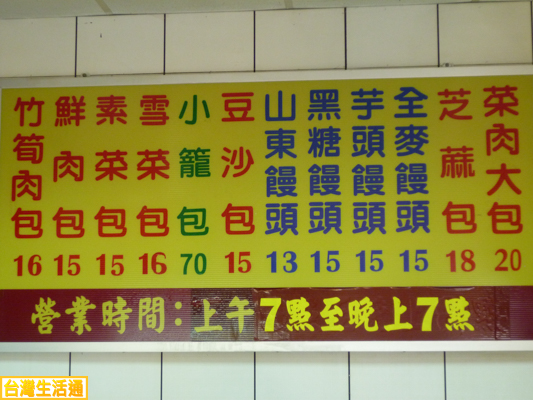 竹筍肉包 16
鮮肉包 15
素菜包 15
雪菜包 16
小籠包 70
豆沙包 15
山東饅頭 13
黑糖饅頭 15
芋頭饅頭 15
全麥饅頭 15
芝蔴包 18
菜肉大包 20
營業時間：上午7點至晚上7點
台灣生活通